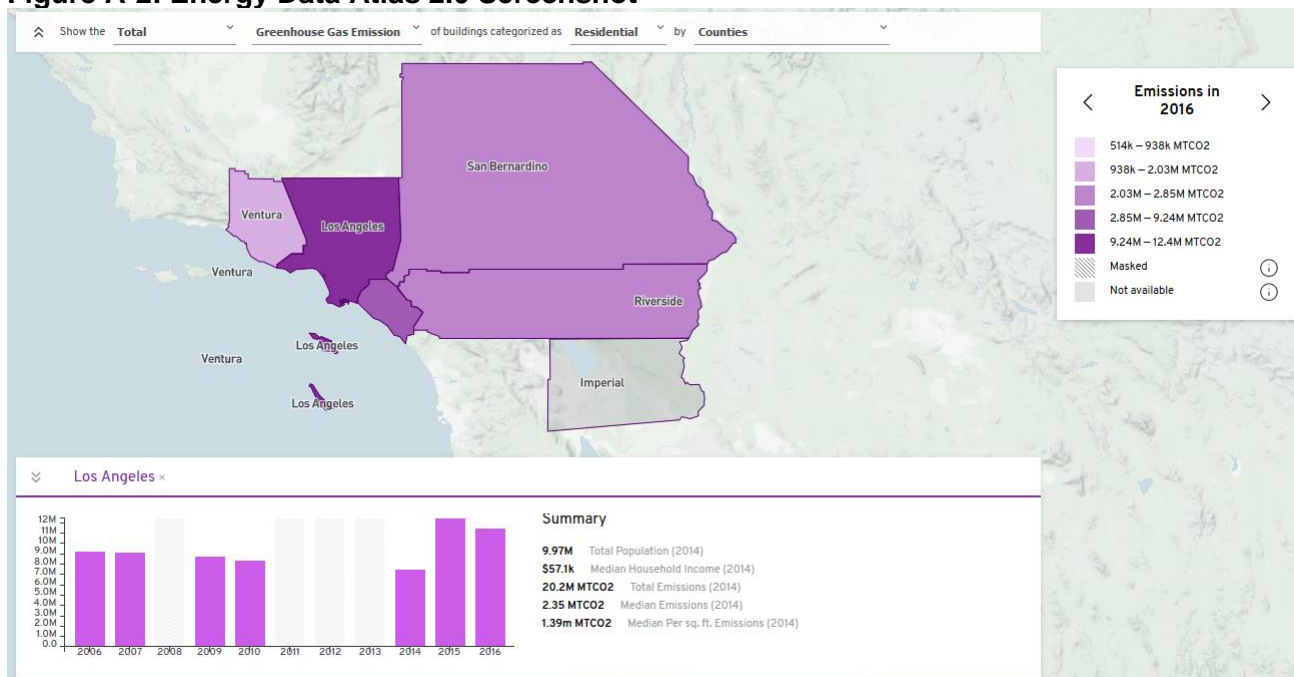 Figure A-2: Energy Data Atlas 2.0 Screenshot
Show the Total Greenhouse Gas Emission of buildings categorized as Residential by Counties
Emissions in
2016
514k – 938k MTCO2
938k – 2.03M MTCO2
2.03M – 2.85M MTCO2
2.85M – 9.24M MTCO2
9.24M – 12.4M MTCO2
Masked
Not available
San Bernardino
Ventura
Los Angeles
Ventura
Riverside
Los Angeles
Ventura
Imperial
Los Angeles
Los Angeles ×
12M
11M
10M
9.0M
8.0M
7.0M
6.0M
5.0M
4.0M
3.0M
2.0M
1.0M
0.0
2006 2007 2008 2009 2010 2011 2012 2013 2014 2015 2016
Summary
9.97M Total Population (2014)
$57.1k Median Household Income (2014)
20.2M MTCO2 Total Emissions (2014)
2.35 MTCO2 Median Emissions (2014)
1.39m MTCO2 Median Per sq. ft. Emissions (2014)